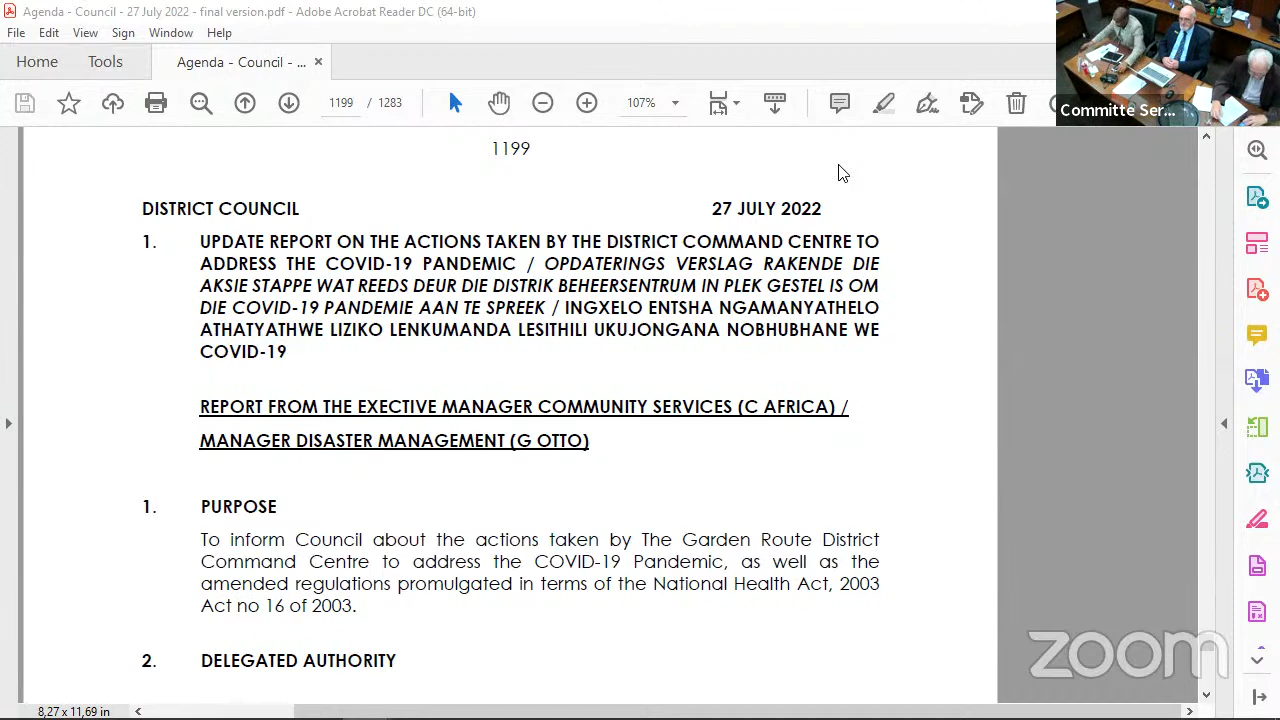 Agenda - Council - 27 July 2022 - final version.pdf - Adobe Acrobat Reader DC (64-bit)
File Edit View Sign Window Help
Home Tools Agenda - Council - ... ×
1199 / 1283 107%
Committe Ser...
1199
DISTRICT COUNCIL 27 JULY 2022
1. UPDATE REPORT ON THE ACTIONS TAKEN BY THE DISTRICT COMMAND CENTRE TO
ADDRESS THE COVID-19 PANDEMIC / OPDATERINGS VERSLAG RAKENDE DIE
AKSIE STAPPE WAT REEDS DEUR DIE DISTRIK BEHEERSENTRUM IN PLEK GESTEL IS OM
DIE COVID-19 PANDEMIE AAN TE SPREEK / INGXELO ENTSHA NGAMANYATHELO
ATHATYATHWE LIZIKO LENKUMANDA LESITHILI UKUJONGANA NOBHUBHANE WE
COVID-19
REPORT FROM THE EXECTIVE MANAGER COMMUNITY SERVICES (C AFRICA) /
MANAGER DISASTER MANAGEMENT (G OTTO)
1. PURPOSE
To inform Council about the actions taken by The Garden Route District
Command Centre to address the COVID-19 Pandemic, as well as the
amended regulations promulgated in terms of the National Health Act, 2003
Act no 16 of 2003.
2. DELEGATED AUTHORITY
zoom
8,27 x 11,69 in